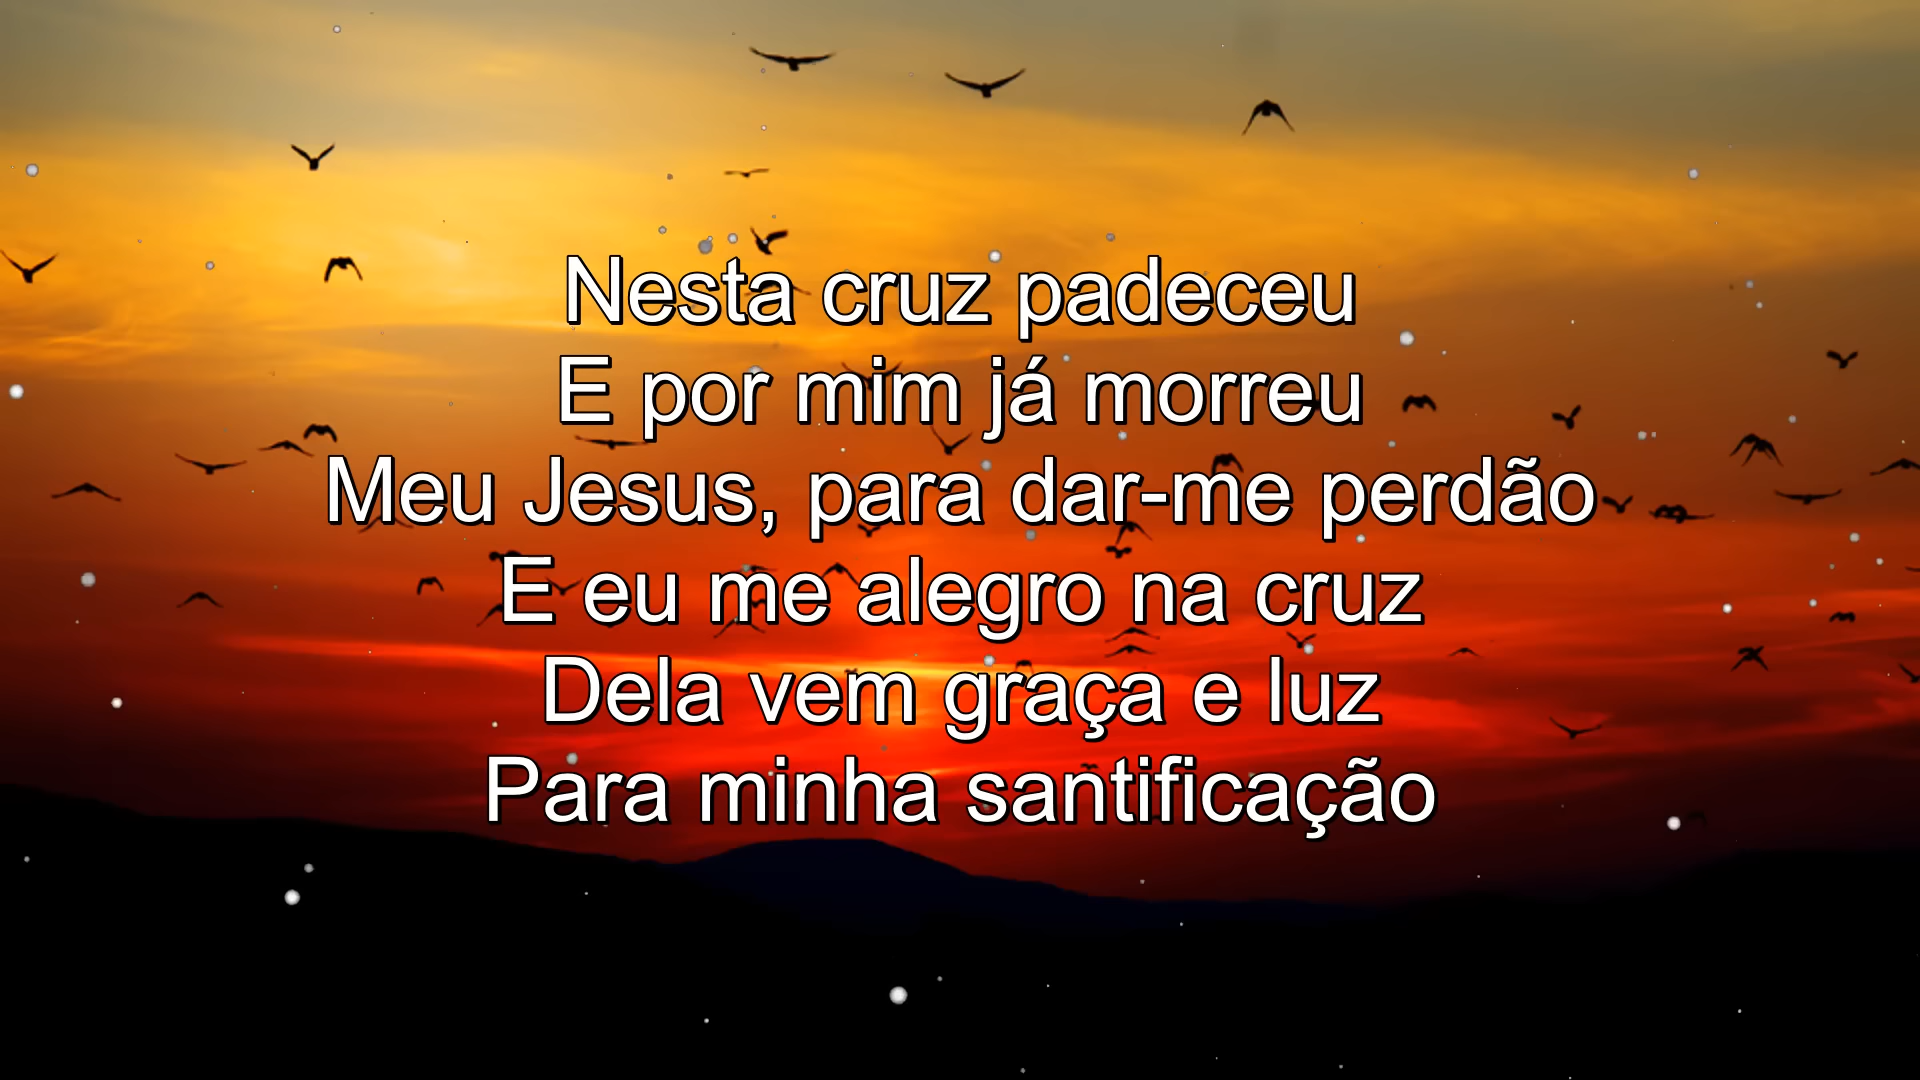 Nesta cruz padeceu
E por mim já morreu
Meu Jesus, para dar-me perdão
E eu me alegro na cruz
Dela vem graça e luz
Para minha santificação